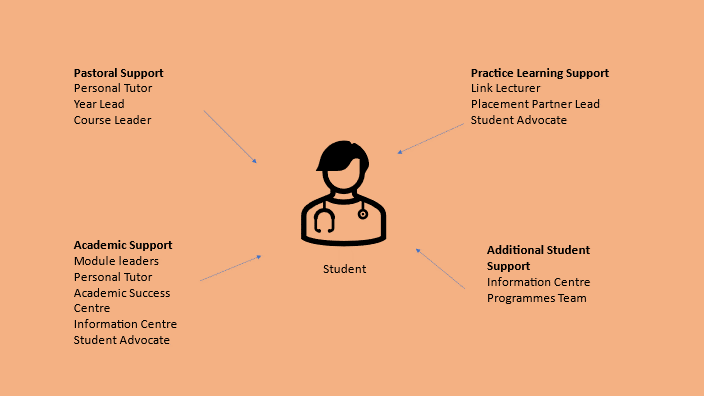 Pastoral Support
Personal Tutor
Year Lead
Course Leader
Practice Learning Support
Link Lecturer
Placement Partner Lead
Student Advocate
Student
Academic Support
Module leaders
Personal Tutor
Academic Success
Centre
Information Centre
Student Advocate
Additional Student
Support
Information Centre
Programmes Team